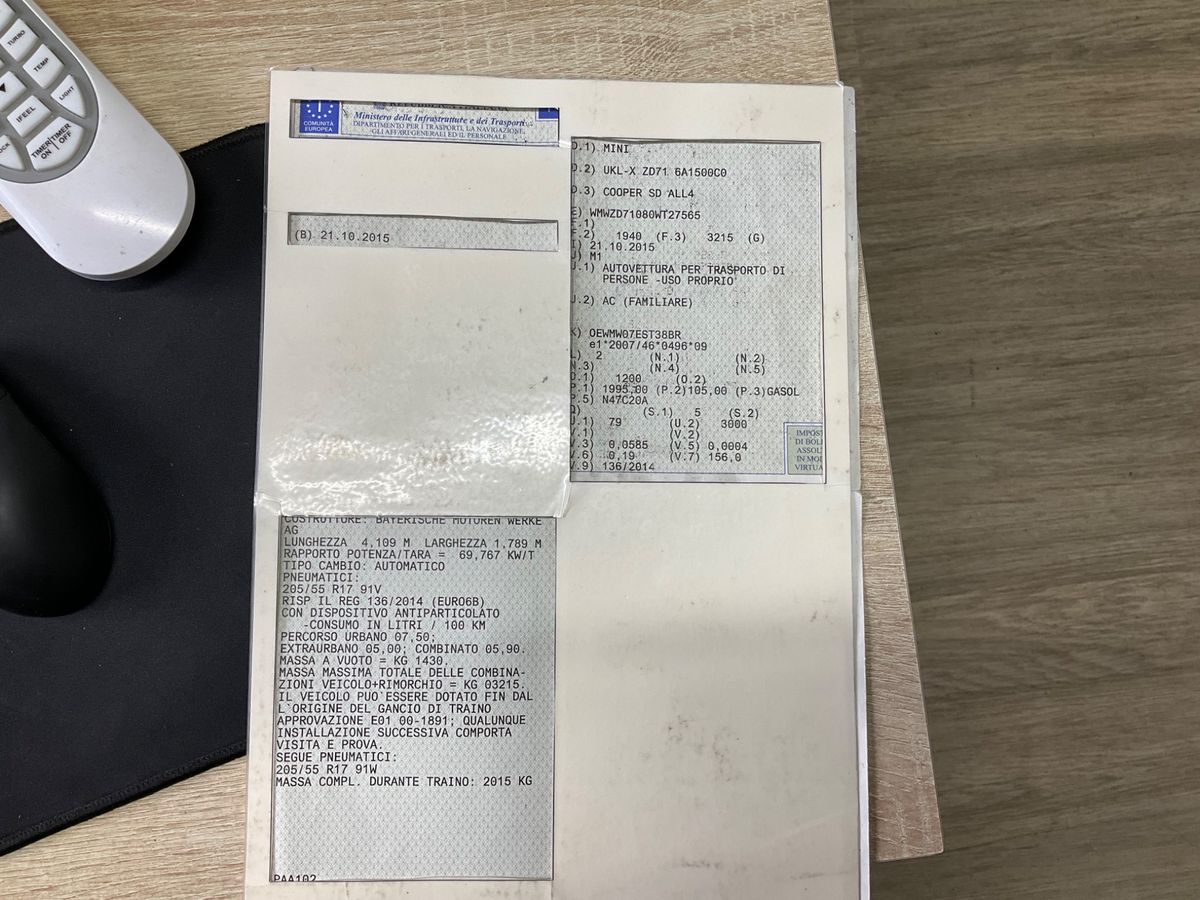 TURBO
TEMP
LIGHT
IFEEL
TIMER ON
TIMER OFF
COMUNITÀ
EUROPEA
Ministero delle Infrastrutture e dei Trasporti
DIPARTIMENTO PER I TRASPORTI, LA NAVIGAZIONE,
GLI AFFARI GENERALI ED IL PERSONALE
(B) 21.10.2015
D.1) MINI
D.2) UKL-X ZD71 6A1500C0
D.3) COOPER SD ALL4
E) WMWZD71080WT27565
F.1)
F.2) 1940 (F.3) 3215 (G)
I) 21.10.2015
J) M1
J.1) AUTOVETTURA PER TRASPORTO DI
PERSONE -USO PROPRIO
J.2) AC (FAMILIARE)
K) OEWMW07EST38BR
e1*2007/46*0496*09
L) 2 (N.1) (N.2)
N.3) (N.4) (N.5)
O.1) 1200 (O.2)
P.1) 1995,00 (P.2)105,00 (P.3)GASOL
P.5) N47C20A
Q) (S.1) 5 (S.2)
U.1) 79 (U.2) 3000
V.1) (V.2)
V.3) 0,0585 (V.5) 0,0004
V.6) 0,19 (V.7) 156,0
V.9) 136/2014
IMPOST
DI BOLL
ASSOL
IN MOD
VIRTUA
COSTRUTTORE: BAYERISCHE MOTOREN WERKE
AG
LUNGHEZZA 4,109 M LARGHEZZA 1,789 M
RAPPORTO POTENZA/TARA = 69,767 KW/T
TIPO CAMBIO: AUTOMATICO
PNEUMATICI:
205/55 R17 91V
RISP IL REG 136/2014 (EURO6B)
CON DISPOSITIVO ANTIPARTICOLATO
-CONSUMO IN LITRI / 100 KM
PERCORSO URBANO 07,50;
EXTRAURBANO 05,00; COMBINATO 05,90.
MASSA A VUOTO = KG 1430.
MASSA MASSIMA TOTALE DELLE COMBINA-
ZIONI VEICOLO+RIMORCHIO = KG 03215.
IL VEICOLO PUO`ESSERE DOTATO FIN DAL
L`ORIGINE DEL GANCIO DI TRAINO
APPROVAZIONE E01 00-1891; QUALUNQUE
INSTALLAZIONE SUCCESSIVA COMPORTA
VISITA E PROVA.
SEGUE PNEUMATICI:
205/55 R17 91W
MASSA COMPL. DURANTE TRAINO: 2015 KG
PAA102